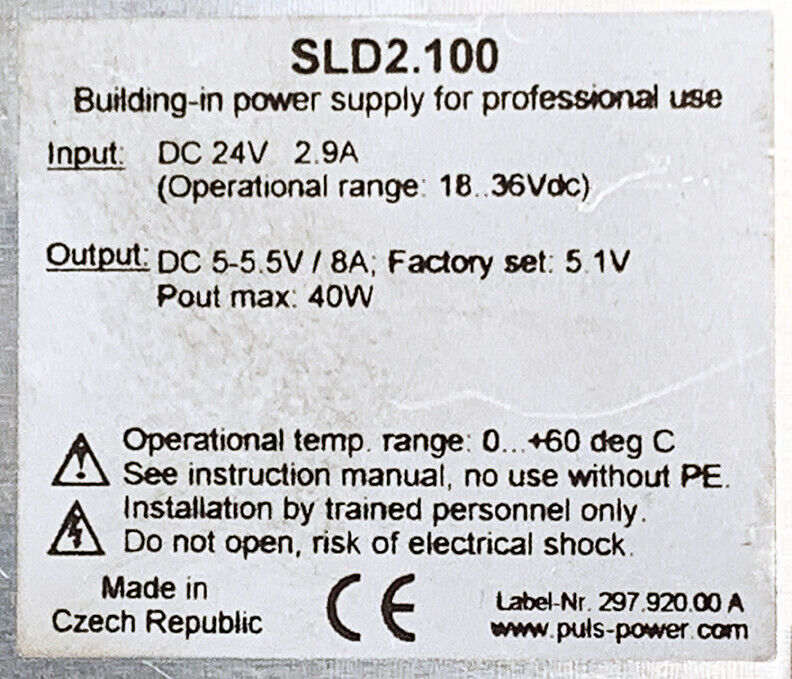 SLD2.100
Building-in power supply for professional use
Input: DC 24V 2.9A
(Operational range: 18..36Vdc)
Output: DC 5-5.5V / 8A; Factory set: 5.1V
Pout max: 40W
Operational temp. range: 0...+60 deg C
See instruction manual, no use without PE.
Installation by trained personnel only.
Do not open, risk of electrical shock.
Made in
Czech Republic
CE
Label-Nr. 297.920.00 A
www.puls-power.com